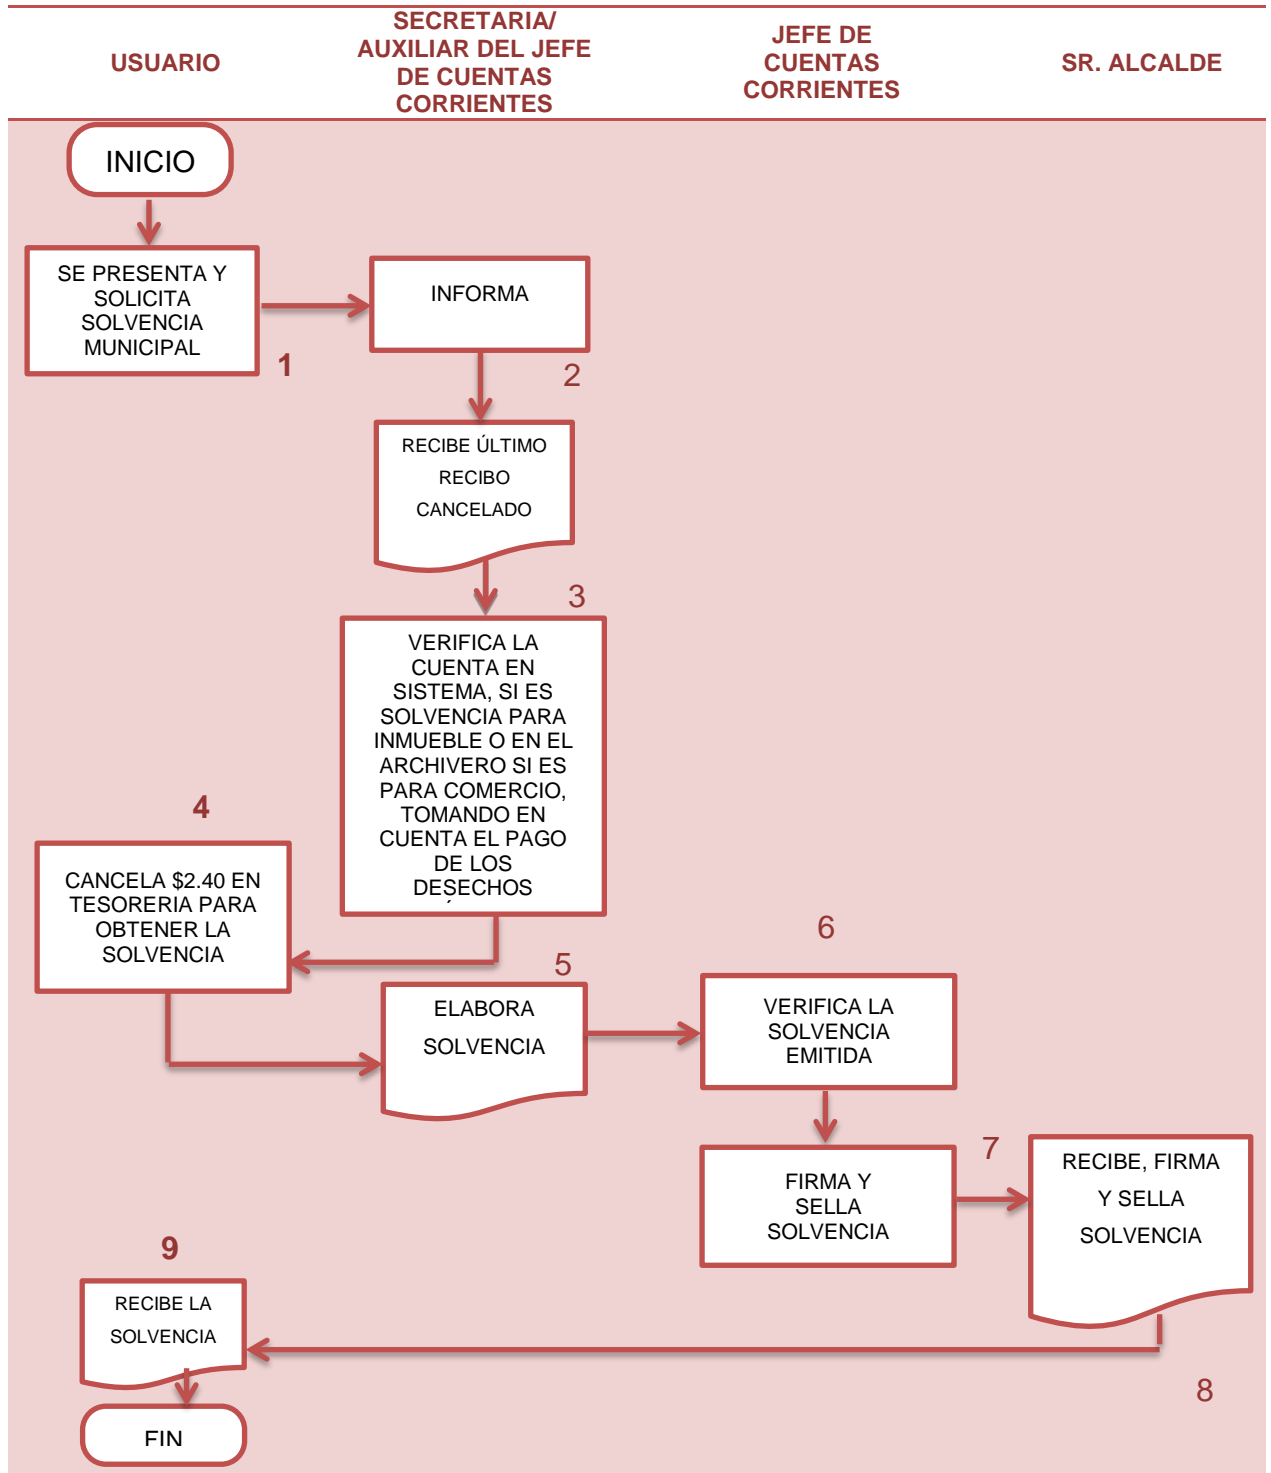 USUARIO
SECRETARIA/
AUXILIAR DEL JEFE
DE CUENTAS
CORRIENTES
JEFE DE
CUENTAS
CORRIENTES
SR. ALCALDE
INICIO
SE PRESENTA Y
SOLICITA
SOLVENCIA
MUNICIPAL
1
INFORMA
2
RECIBE ÚLTIMO
RECIBO
CANCELADO
3
VERIFICA LA
CUENTA EN
SISTEMA, SI ES
SOLVENCIA PARA
INMUEBLE O EN EL
ARCHIVERO SI ES
PARA COMERCIO,
TOMANDO EN
CUENTA EL PAGO
DE LOS
DESECHOS
4
CANCELA $2.40 EN
TESORERIA PARA
OBTENER LA
SOLVENCIA
5
ELABORA
SOLVENCIA
6
VERIFICA LA
SOLVENCIA
EMITIDA
FIRMA Y
SELLA
SOLVENCIA
7
RECIBE, FIRMA
Y SELLA
SOLVENCIA
8
9
RECIBE LA
SOLVENCIA
FIN